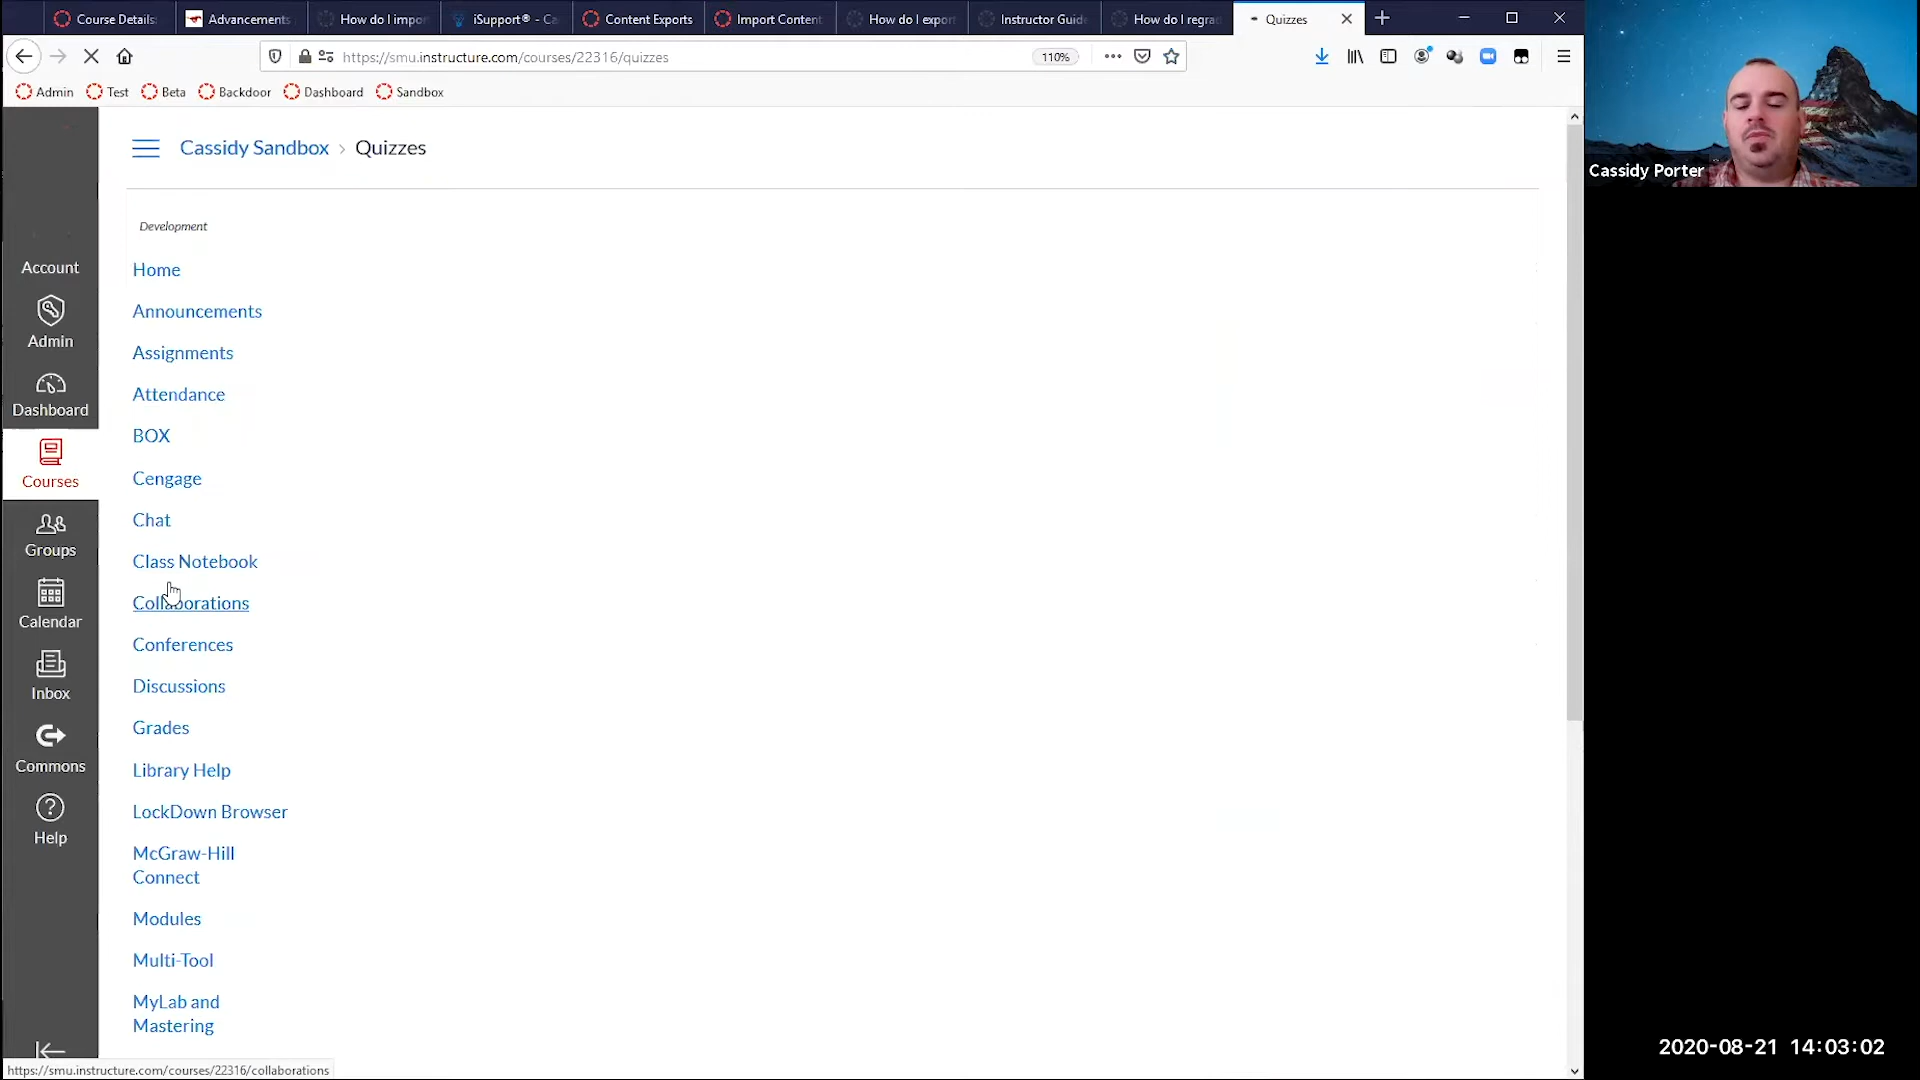 Course Details:
Advancements
How do I impor
iSupport® - Ca
Content Exports
Import Content
How do I export
Instructor Guide
How do I regrad
Quizzes
https://smu.instructure.com/courses/22316/quizzes
110%
Admin
Test
Beta
Backdoor
Dashboard
Sandbox
Cassidy Sandbox › Quizzes
Cassidy Porter
Development
Account
Admin
Dashboard
Courses
Groups
Calendar
Inbox
Commons
Help
Home
Announcements
Assignments
Attendance
BOX
Cengage
Chat
Class Notebook
Collaborations
Conferences
Discussions
Grades
Library Help
LockDown Browser
McGraw-Hill
Connect
Modules
Multi-Tool
MyLab and
Mastering
https://smu.instructure.com/courses/22316/collaborations
2020-08-21 14:03:02